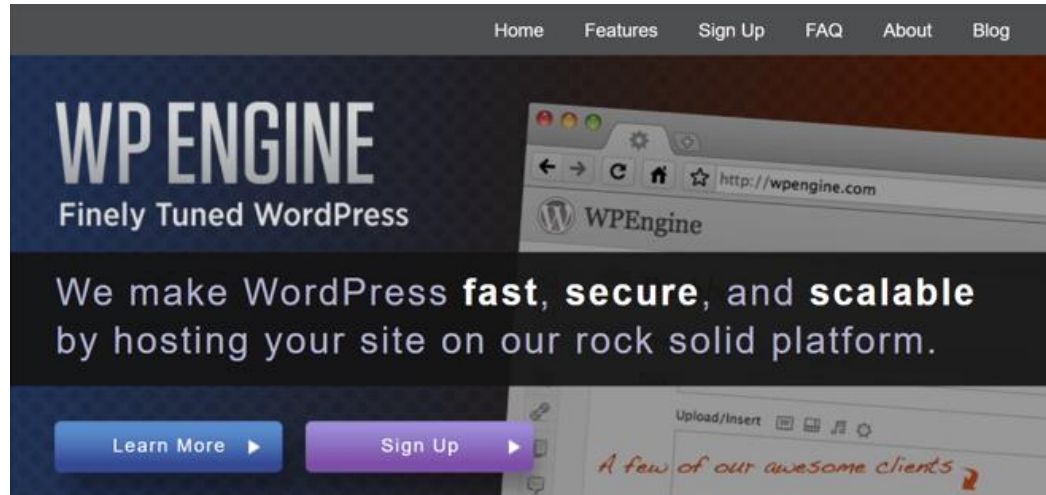 Home Features Sign Up FAQ About Blog
WP ENGINE
Finely Tuned WordPress
http://wpengine.com
WPEngine
We make WordPress fast, secure, and scalable
by hosting your site on our rock solid platform.
Learn More
Sign Up
Upload/Insert
A few of our awesome clients